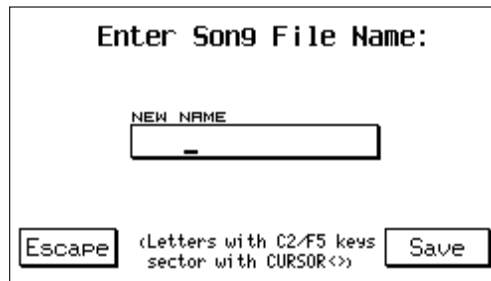 Enter Song File Name:
NEW NAME
_
Escape
(Letters with C2/F5 keys
sector with CURSOR<>)
Save